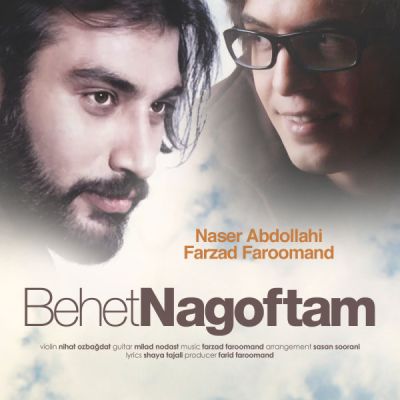 Naser Abdollahi
Farzad Faroomand
BehetNagoftam
violin nihat ozbağdat guitar milad nodast music farzad faroomand arrangement sasan soorani
lyrics shaya tajali producer farid faroomand